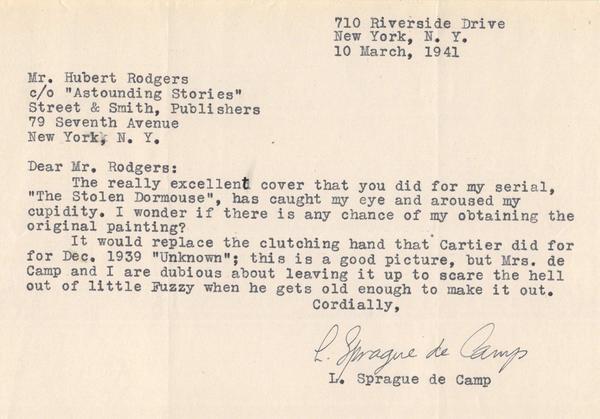 710 Riverside Drive
New York, N. Y.
10 March, 1941
Mr. Hubert Rodgers
c/o "Astounding Stories"
Street & Smith, Publishers
79 Seventh Avenue
New York, N. Y.
Dear Mr. Rodgers:
The really excellent cover that you did for my serial,
"The Stolen Dormouse", has caught my eye and aroused my
cupidity. I wonder if there is any chance of my obtaining the
original painting?
It would replace the clutching hand that Cartier did for
for Dec. 1939 "Unknown"; this is a good picture, but Mrs. de
Camp and I are dubious about leaving it up to scare the hell
out of little Fuzzy when he gets old enough to make it out.
Cordially,
L. Sprague de Camp
L. Sprague de Camp